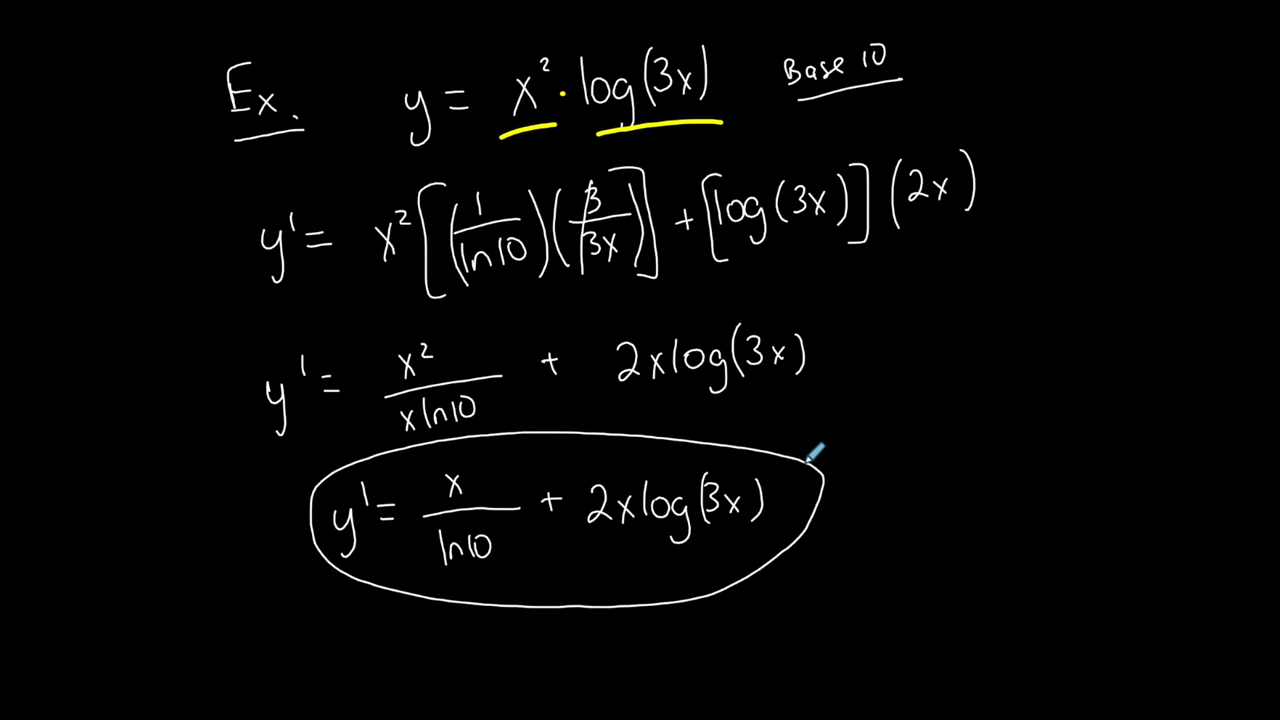 Ex. y = x² · log(3x) Base 10
y' = x² [(1/ln10)(3/3x)] + [log(3x)](2x)
y' = x²/xln10 + 2xlog(3x)
y' = x/ln10 + 2xlog(3x)